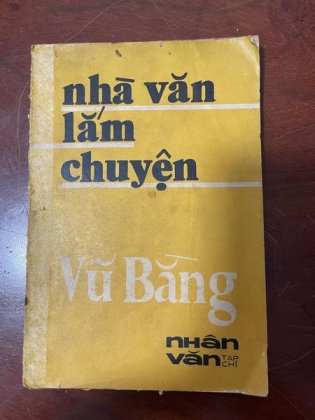 nhà văn
lắm
chuyện
Vũ Bằng
nhân
văn TẠP
CHÍ